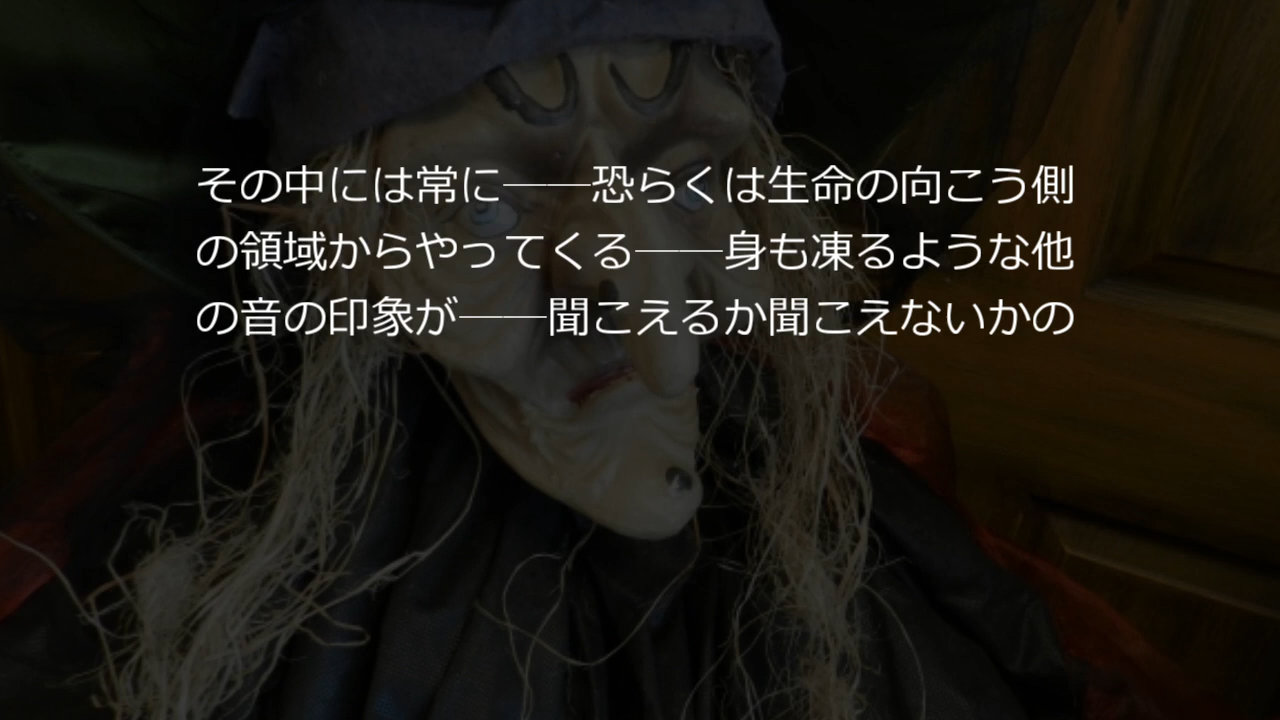 その中には常に――恐らくは生命の向こう側
の領域からやってくる――身も凍るような他
の音の印象が――聞こえるか聞こえないかの